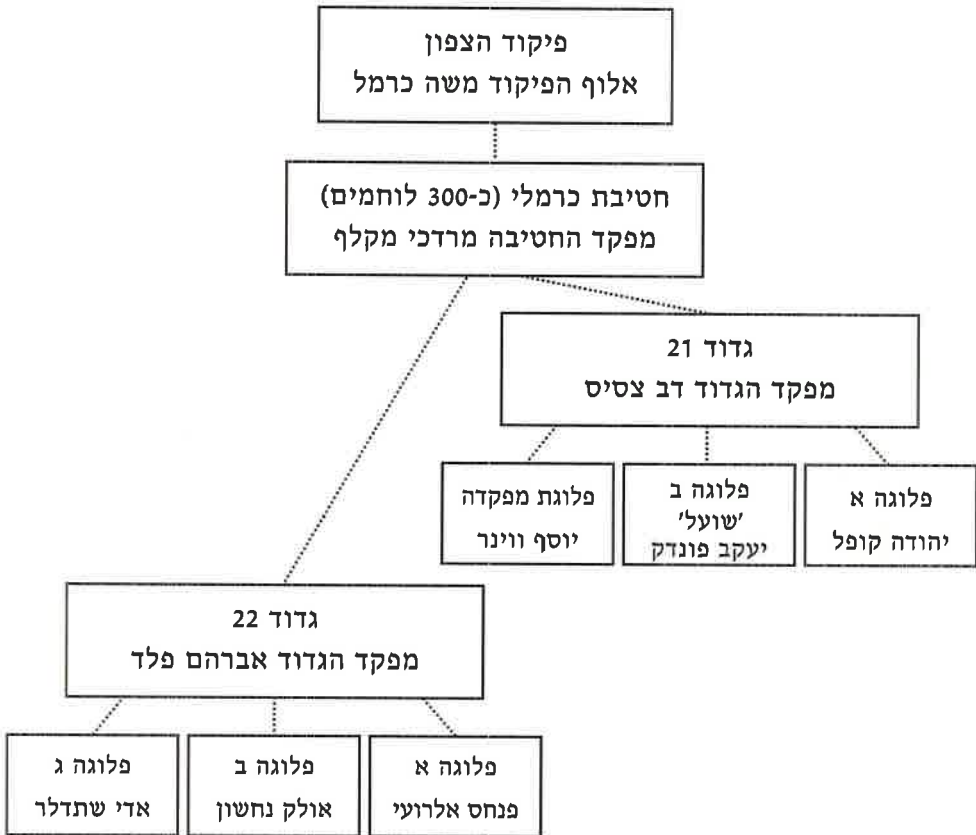 פיקוד הצפון
אלוף הפיקוד משה כרמל
חטיבת כרמלי (כ-300 לוחמים)
מפקד החטיבה מרדכי מקלף
גדוד 21
מפקד הגדוד דב צסיס
פלוגה א
יהודה קופל
פלוגה ב
'שועל'
יעקב פונדק
פלוגת מפקדה
יוסף ווינר
גדוד 22
מפקד הגדוד אברהם פלד
פלוגה א
פנחס אלרועי
פלוגה ב
אולק נחשון
פלוגה ג
אדי שתדלר